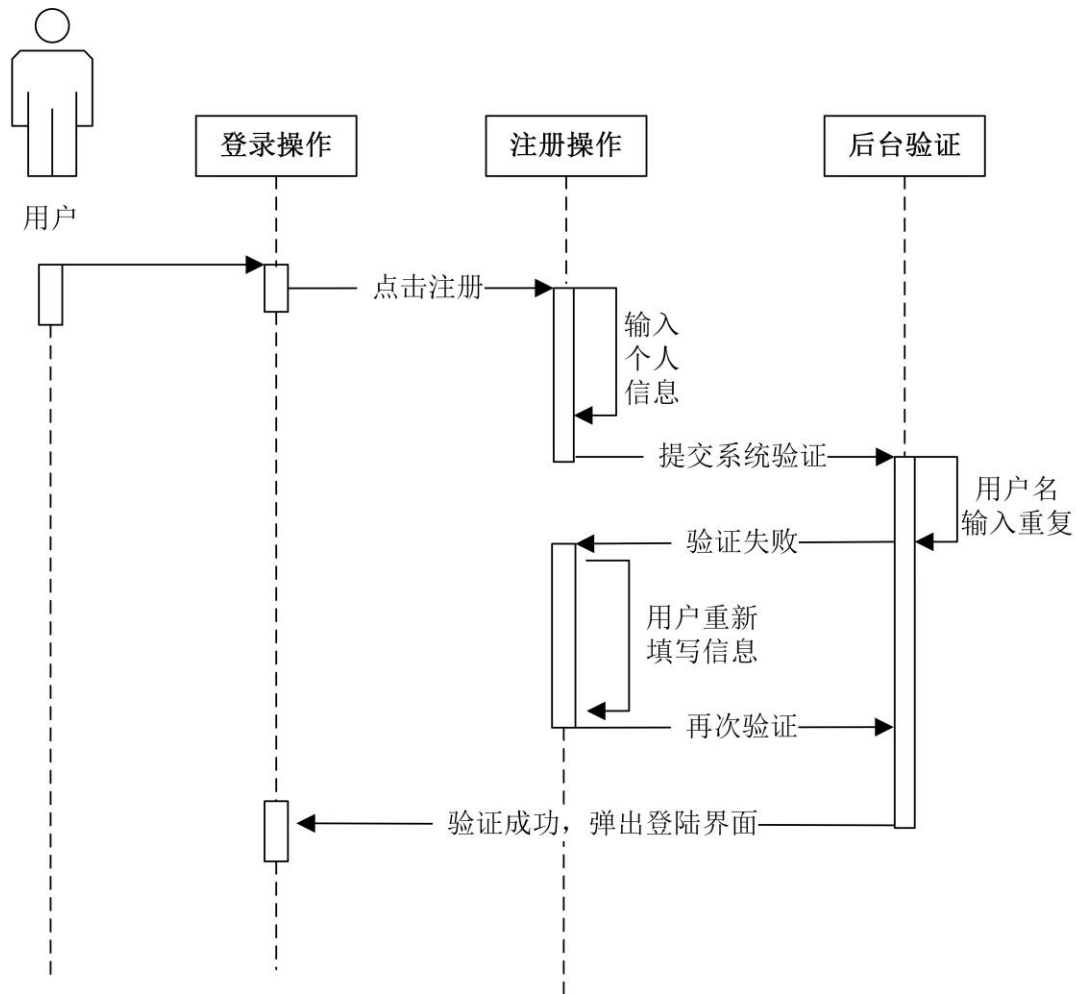 登录操作
注册操作
后台验证
用户
点击注册
输入
个人
信息
提交系统验证
用户名
输入重复
验证失败
用户重新
填写信息
再次验证
验证成功，弹出登陆界面